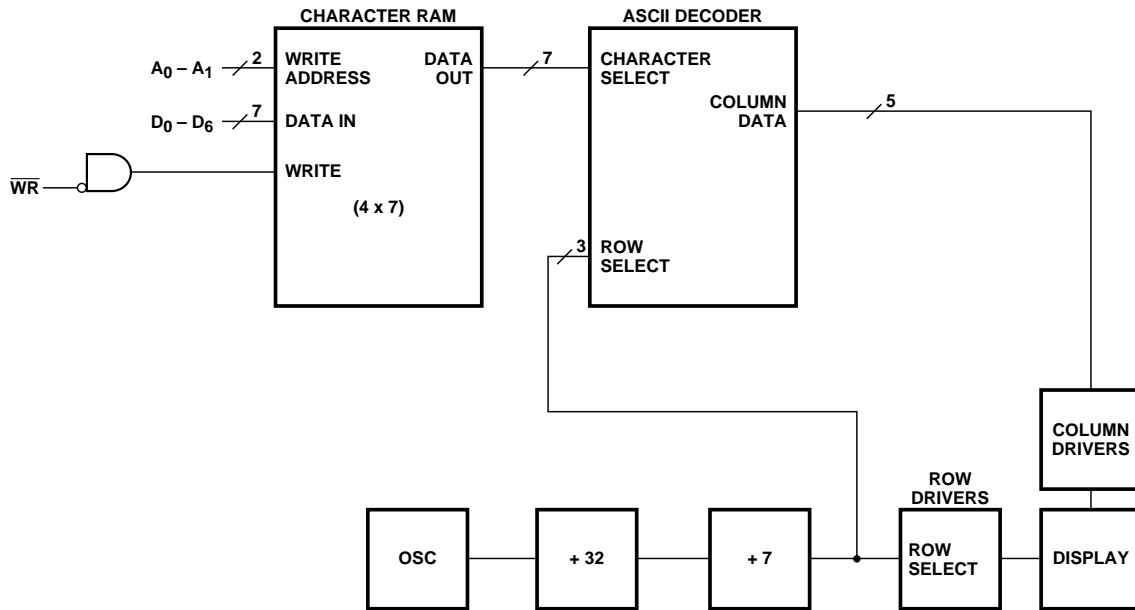 CHARACTER RAM
ASCII DECODER
A0 – A1
2
WRITE
ADDRESS
DATA
OUT
7
CHARACTER
SELECT
D0 – D6
7
DATA IN
COLUMN
DATA
5
WR
WRITE
(4 x 7)
3
ROW
SELECT
COLUMN
DRIVERS
ROW
DRIVERS
OSC
+ 32
+ 7
ROW
SELECT
DISPLAY